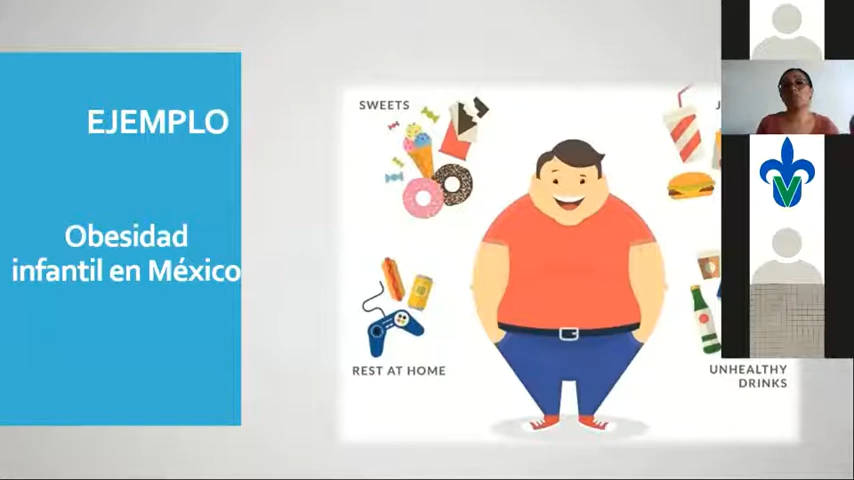 EJEMPLO
Obesidad
infantil en México
SWEETS
REST AT HOME
UNHEALTHY
DRINKS